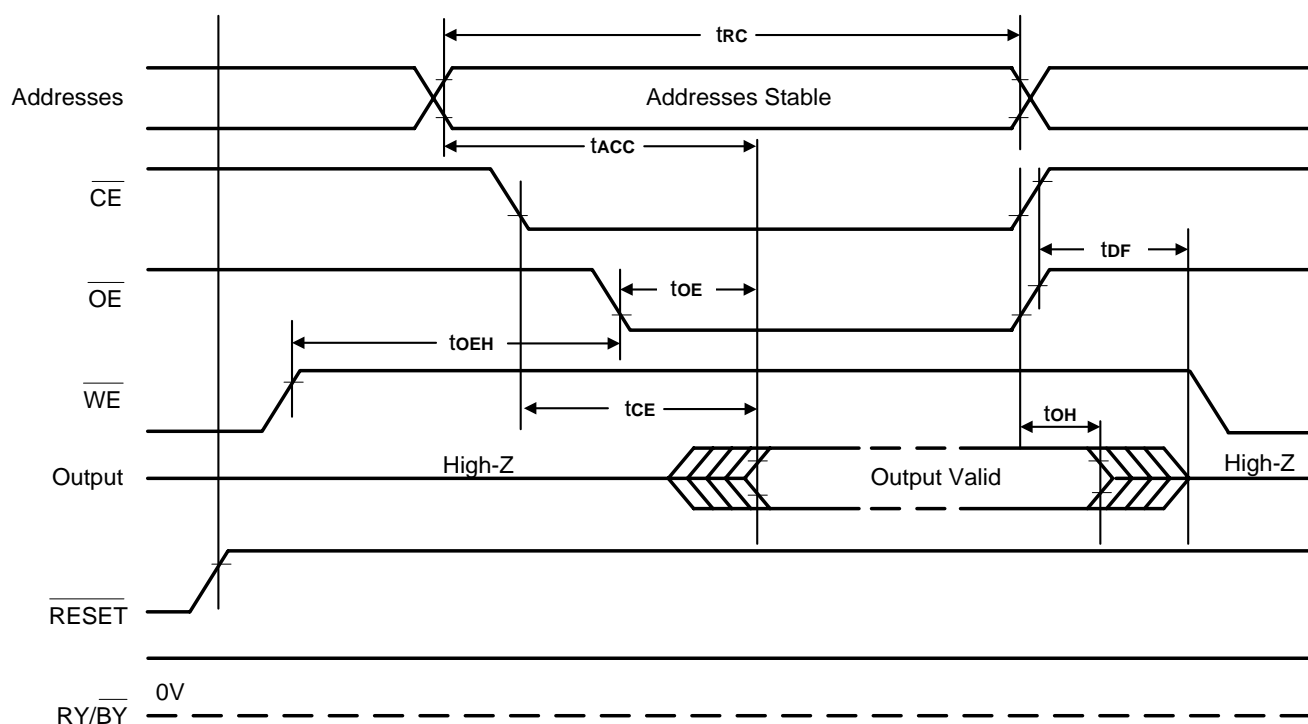 tRC
Addresses
Addresses Stable
tACC
CE
tDF
OE
tOE
tOEH
WE
tCE
tOH
High-Z
High-Z
Output
Output Valid
RESET
0V
RY/BY